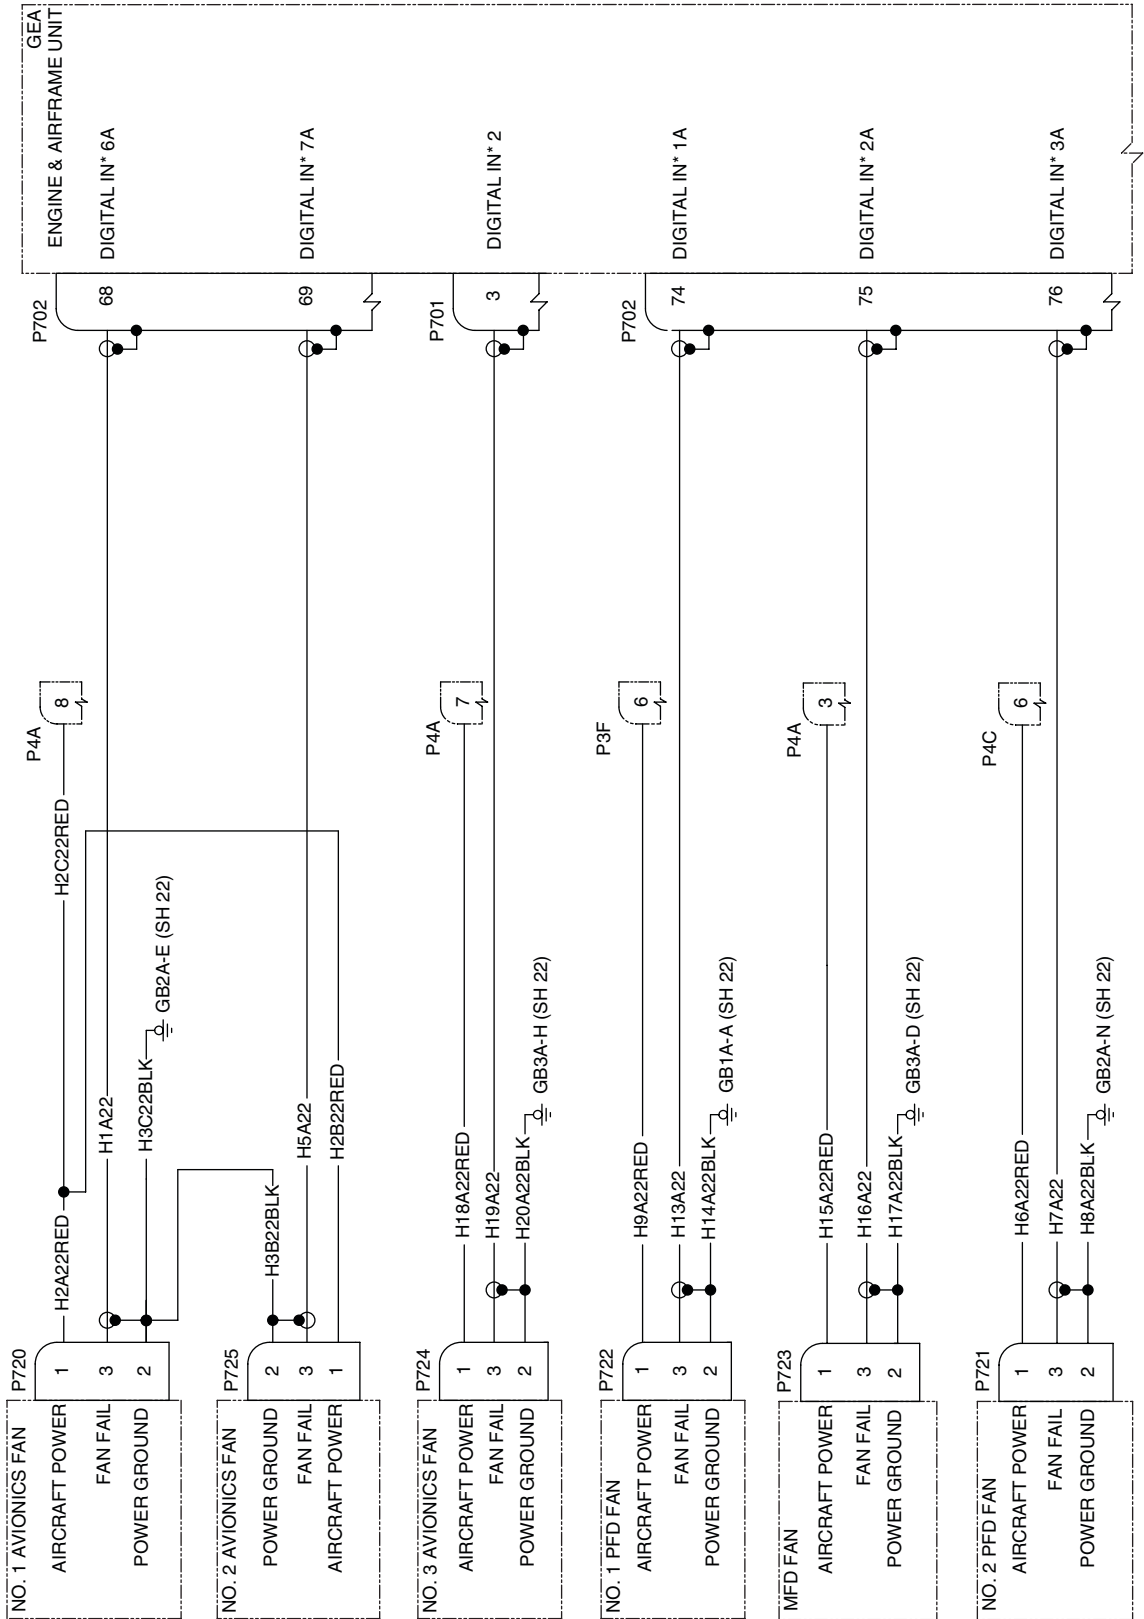 GEA
ENGINE & AIRFRAME UNIT
P702
68
DIGITAL IN* 6A
69
DIGITAL IN* 7A
P701
3
DIGITAL IN* 2
P702
74
DIGITAL IN* 1A
75
DIGITAL IN* 2A
76
DIGITAL IN* 3A
NO. 1 AVIONICS FAN
P720
AIRCRAFT POWER
1
H2A22RED
H2C22RED
P4A
8
FAN FAIL
3
H1A22
POWER GROUND
2
H3C22BLK
GB2A-E (SH 22)
NO. 2 AVIONICS FAN
P725
POWER GROUND
2
H3B22BLK
FAN FAIL
3
H5A22
AIRCRAFT POWER
1
H2B22RED
NO. 3 AVIONICS FAN
P724
AIRCRAFT POWER
1
H18A22RED
P4A
7
FAN FAIL
3
H19A22
POWER GROUND
2
H20A22BLK
GB3A-H (SH 22)
NO. 1 PFD FAN
P722
AIRCRAFT POWER
1
H9A22RED
P3F
6
FAN FAIL
3
H13A22
POWER GROUND
2
H14A22BLK
GB1A-A (SH 22)
MFD FAN
P723
AIRCRAFT POWER
1
H15A22RED
P4A
3
FAN FAIL
3
H16A22
POWER GROUND
2
H17A22BLK
GB3A-D (SH 22)
NO. 2 PFD FAN
P721
AIRCRAFT POWER
1
H6A22RED
P4C
6
FAN FAIL
3
H7A22
POWER GROUND
2
H8A22BLK
GB2A-N (SH 22)